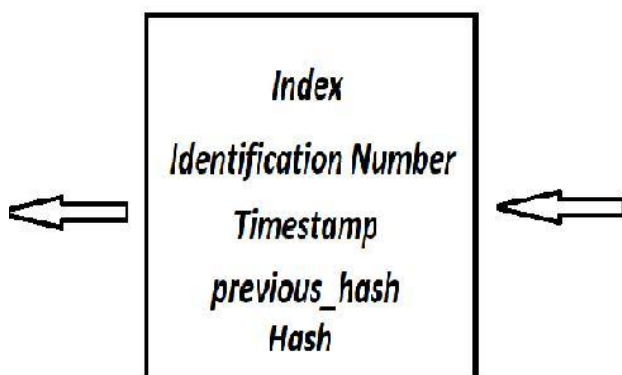 Index
Identification Number
Timestamp
previous_hash
Hash